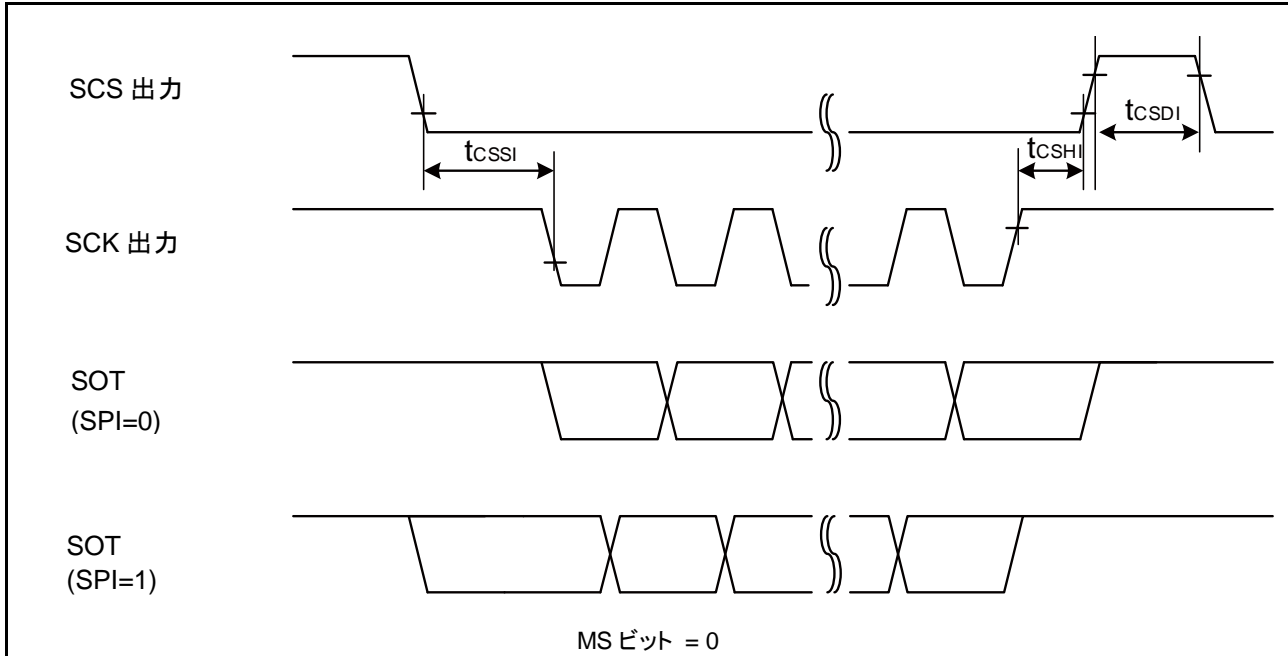 SCS 出力
tCSDI
tCSSI
tCSHI
SCK 出力
SOT
(SPI=0)
SOT
(SPI=1)
MS ビット = 0